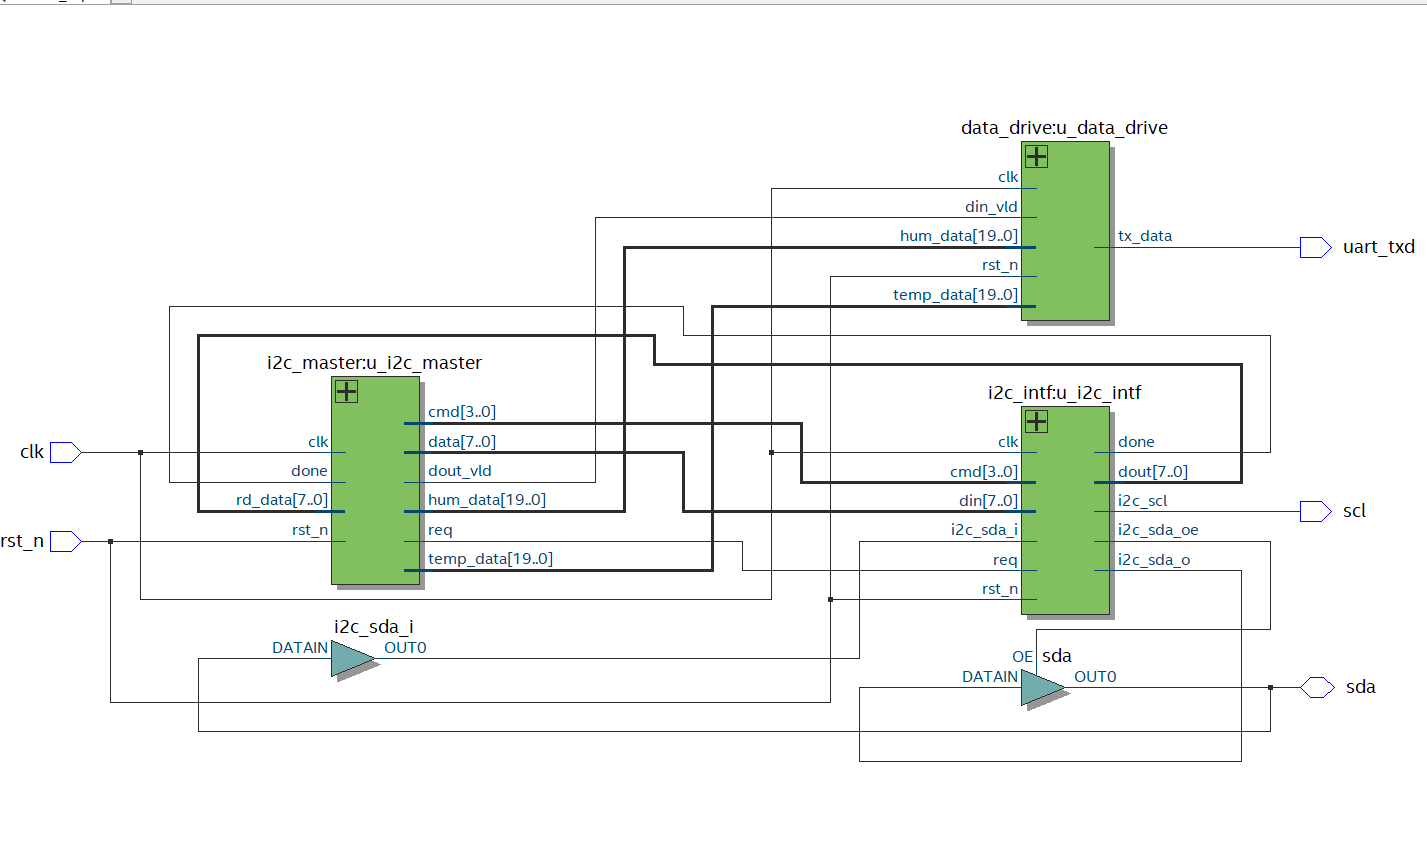 data_drive:u_data_drive
clk
din_vld
hum_data[19..0]
rst_n
temp_data[19..0]
tx_data
uart_txd
i2c_master:u_i2c_master
clk
done
rd_data[7..0]
rst_n
cmd[3..0]
data[7..0]
dout_vld
hum_data[19..0]
req
temp_data[19..0]
clk
rst_n
i2c_intf:u_i2c_intf
clk
cmd[3..0]
din[7..0]
i2c_sda_i
req
rst_n
done
dout[7..0]
i2c_scl
i2c_sda_oe
i2c_sda_o
scl
i2c_sda_i
DATAIN
OUT0
OE
sda
DATAIN
OUT0
sda